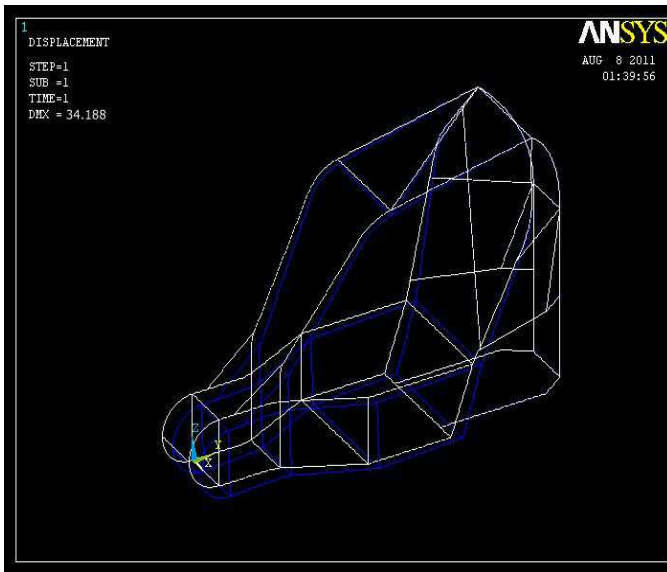 1
DISPLACEMENT
STEP=1
SUB =1
TIME=1
DMX = 34.188
ANSYS
AUG 8 2011
01:39:56
Z
Y
X